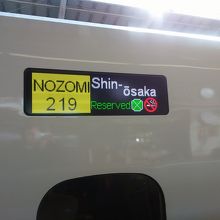 NOZOMI
219
Shin-
ōsaka
Reserved